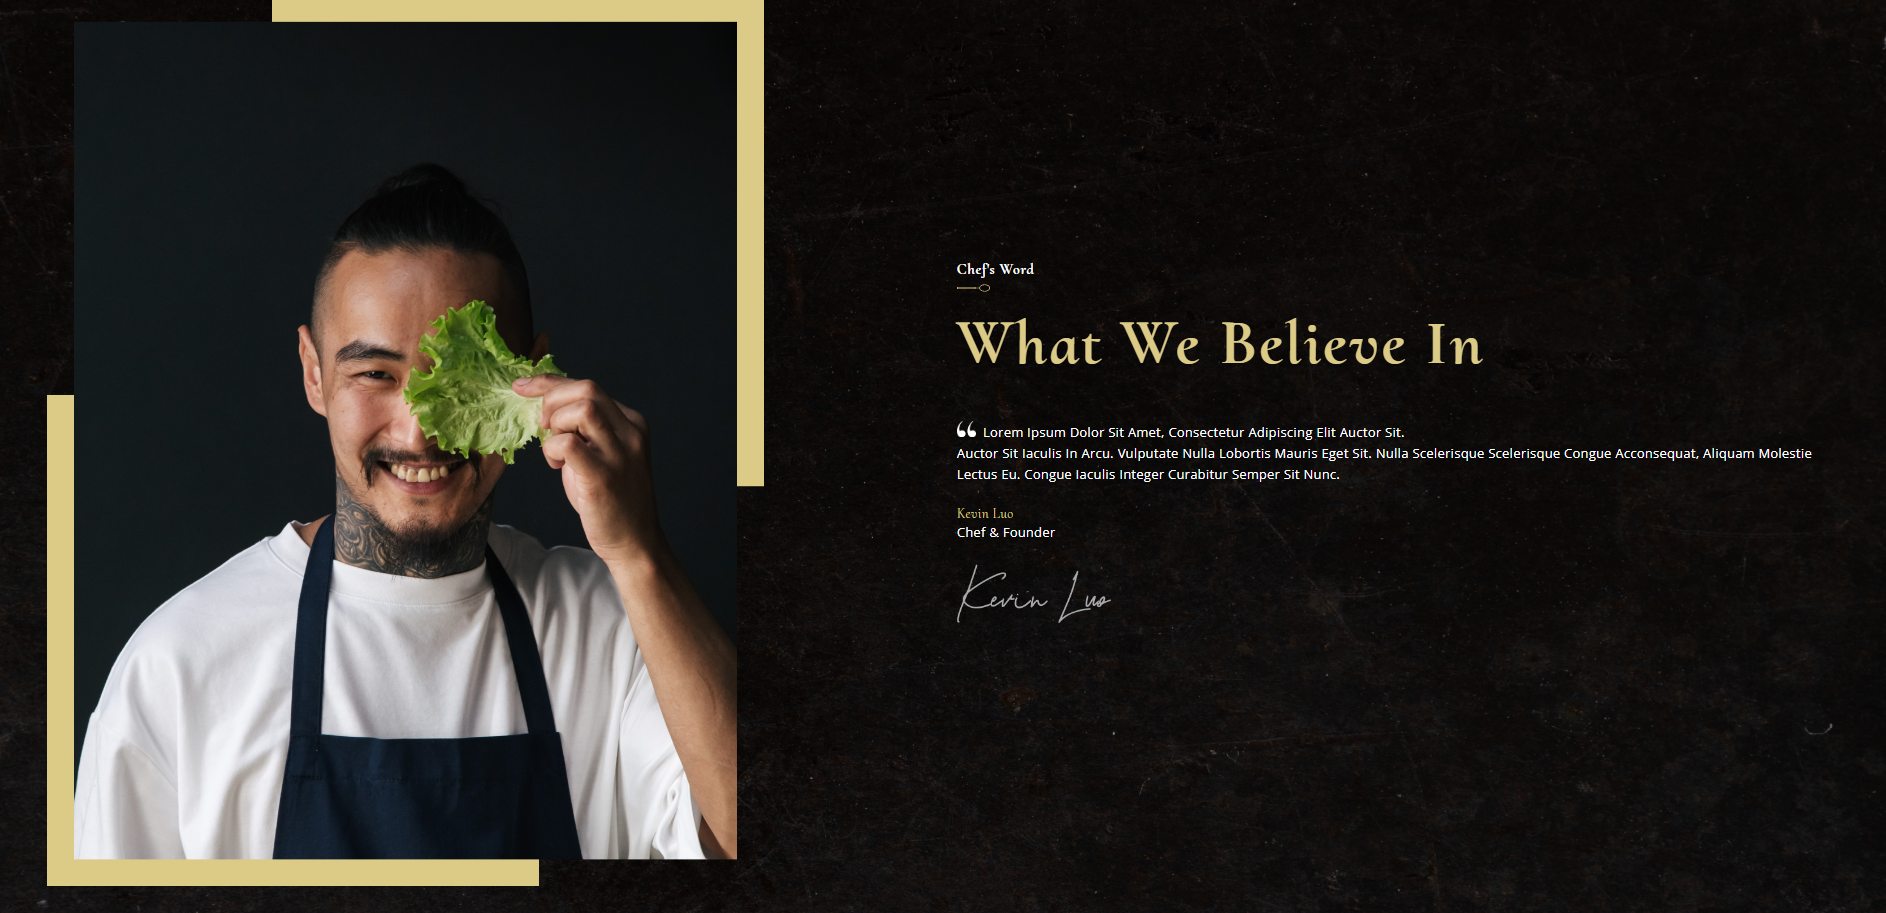 Chef's Word
What We Believe In
Lorem Ipsum Dolor Sit Amet, Consectetur Adipiscing Elit Auctor Sit.
Auctor Sit Iaculis In Arcu. Vulputate Nulla Lobortis Mauris Eget Sit. Nulla Scelerisque Scelerisque Congue Acconsequat, Aliquam Molestie
Lectus Eu. Congue Iaculis Integer Curabitur Semper Sit Nunc.
Kevin Luo
Chef & Founder
Kevin Luo